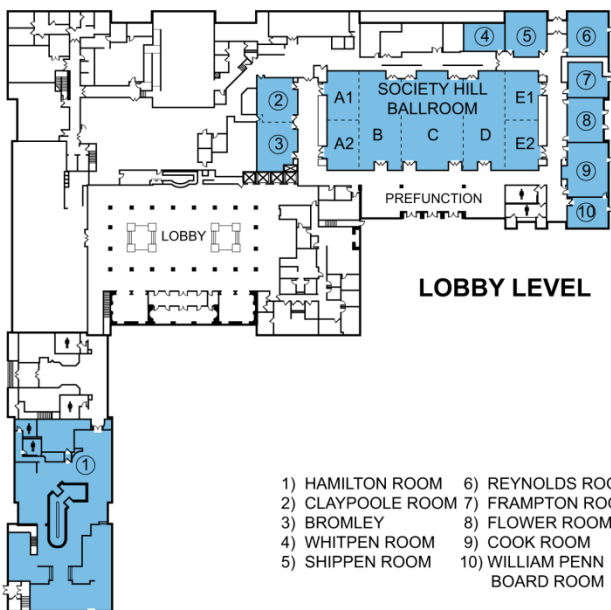 4
5
6
7
8
9
10
2
3
SOCIETY HILL
BALLROOM
A1
A2
B
C
D
E1
E2
PREFUNCTION
LOBBY
LOBBY LEVEL
1
1) HAMILTON ROOM
2) CLAYPOOLE ROOM
3) BROMLEY
4) WHITPEN ROOM
5) SHIPPEN ROOM
6) REYNOLDS ROO
7) FRAMPTON ROO
8) FLOWER ROOM
9) COOK ROOM
10) WILLIAM PENN
BOARD ROOM